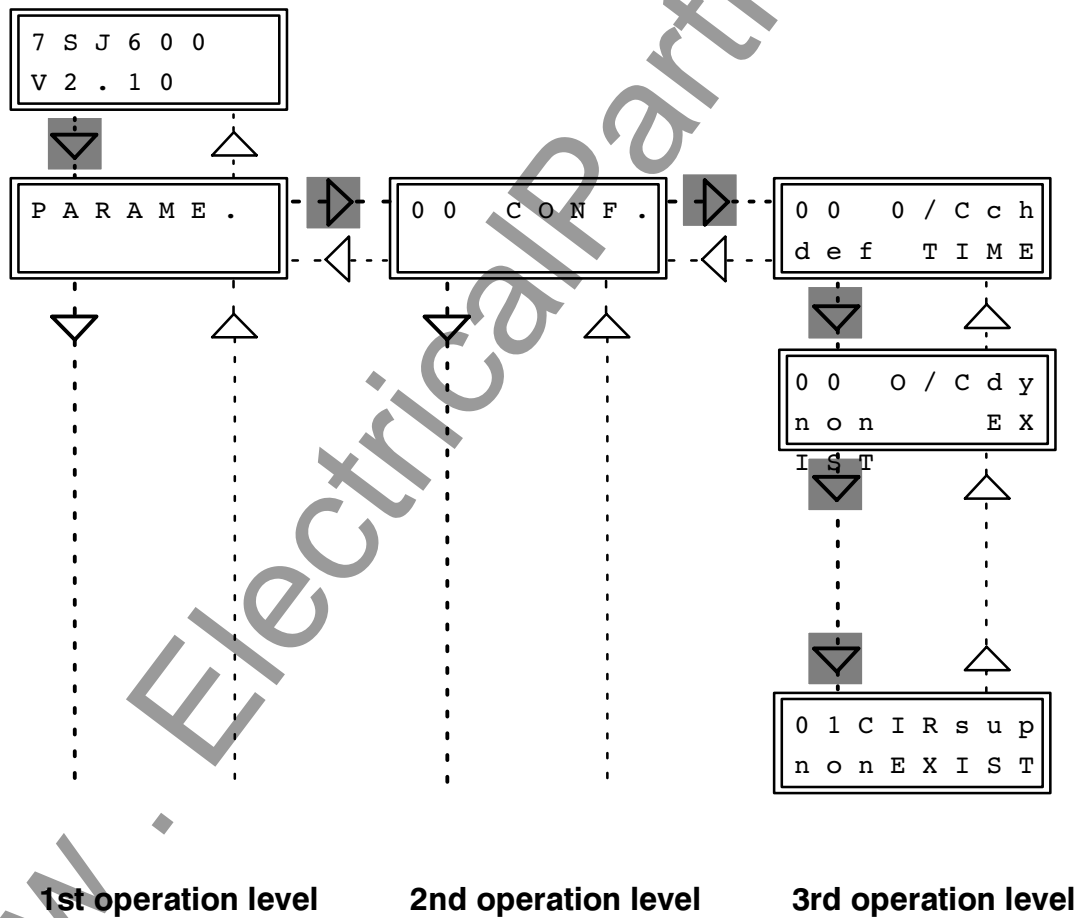 7SJ600
V2.10
PARAME.
00 CONF.
00 0/Cch
def TIME
00 O/Cdy
non EX
IST
01CIRsup
nonEXIST
1st operation level
2nd operation level
3rd operation level
w . ElectricalPart